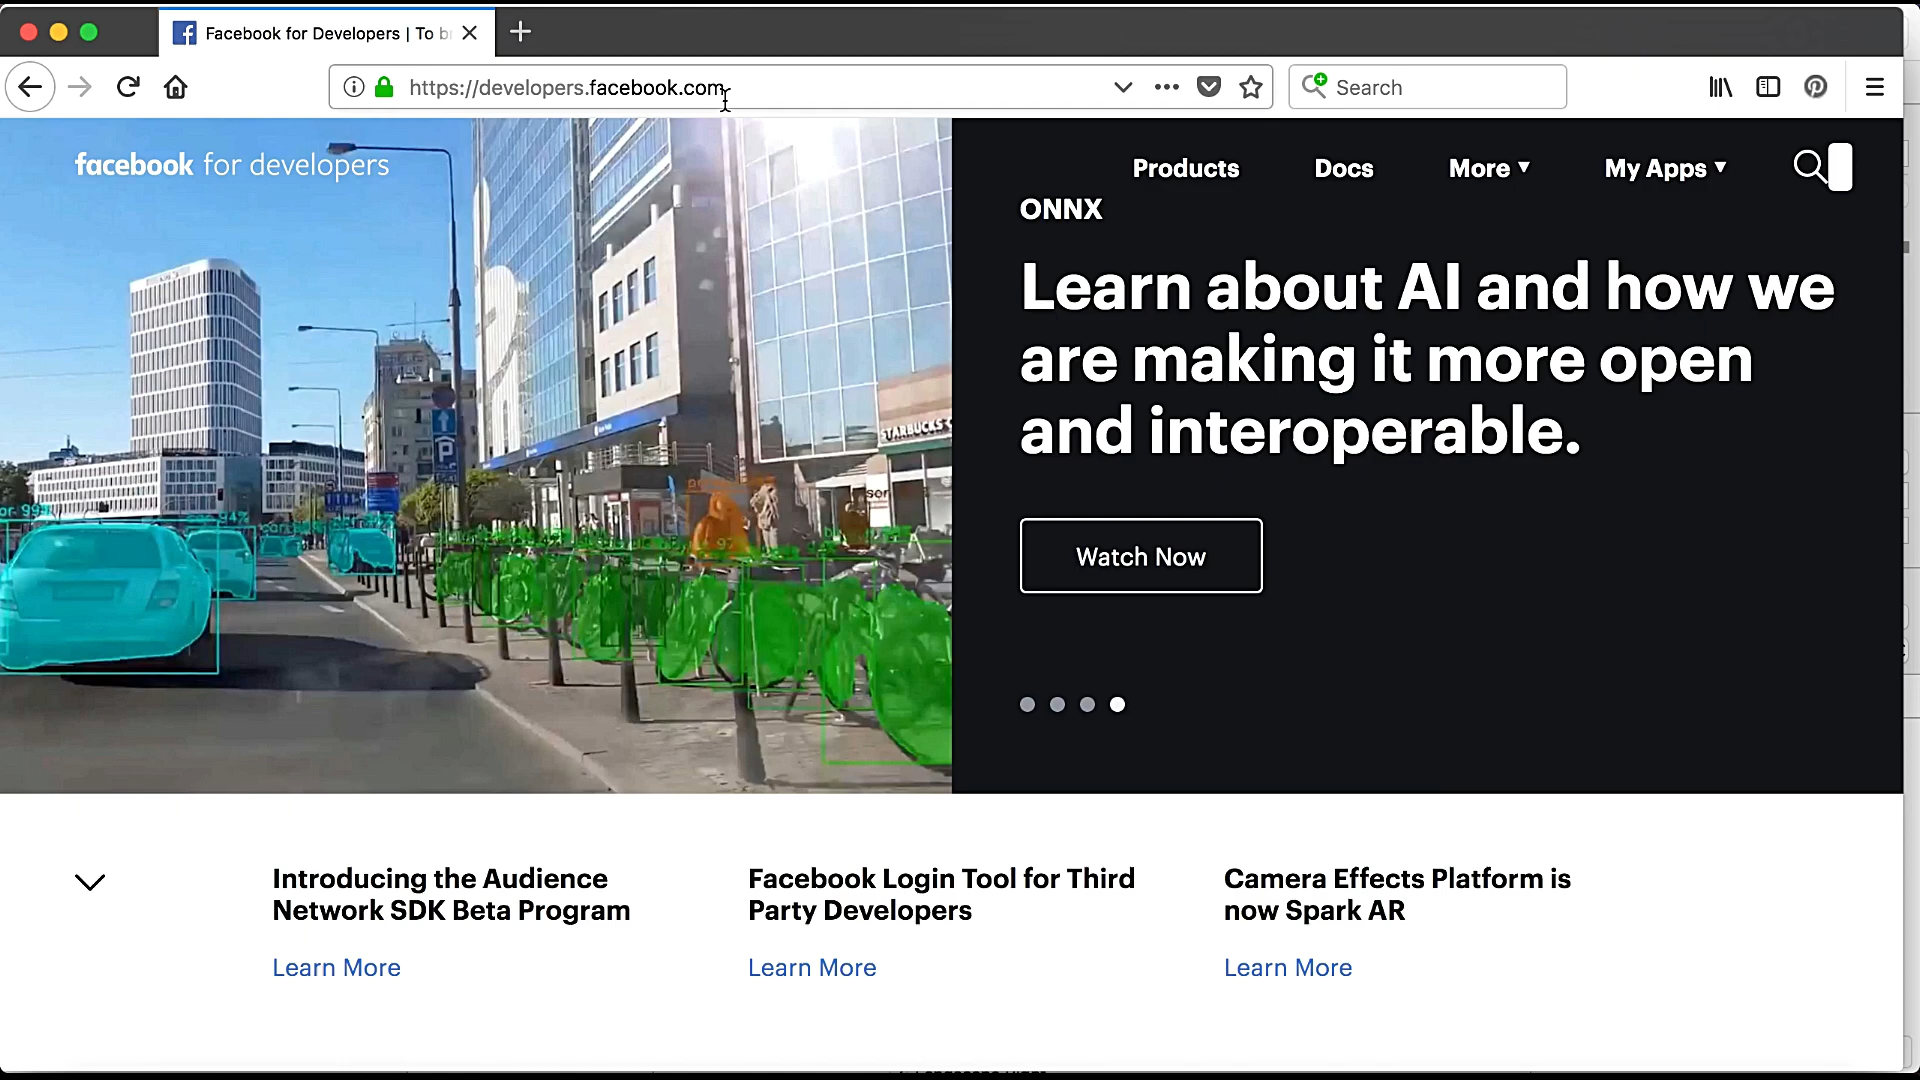 Facebook for Developers | To b
https://developers.facebook.com
Search
facebook for developers
Products
Docs
More
My Apps
ONNX
Learn about AI and how we
are making it more open
and interoperable.
Watch Now
STARBUCKS
P
Introducing the Audience
Network SDK Beta Program
Learn More
Facebook Login Tool for Third
Party Developers
Learn More
Camera Effects Platform is
now Spark AR
Learn More